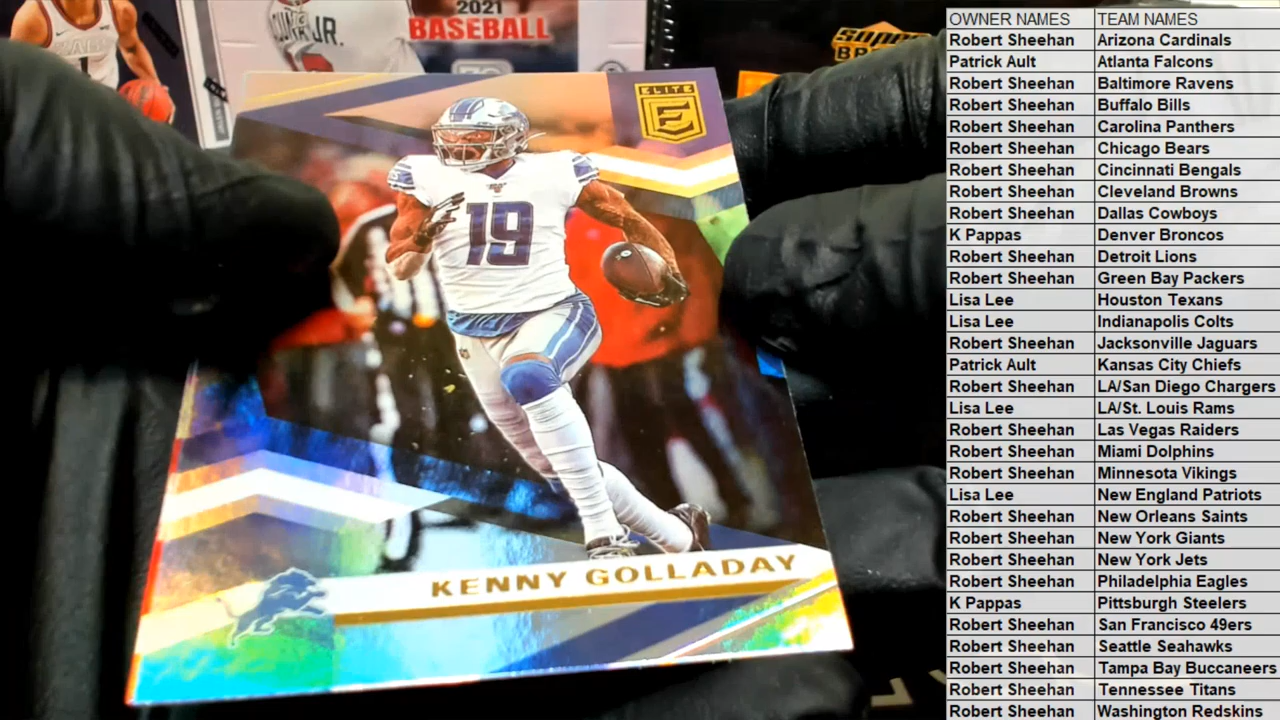 2021
BASEBALL
JR.
ELITE
E
19
KENNY GOLLADAY
OWNER NAMES TEAM NAMES
Robert Sheehan Arizona Cardinals
Patrick Ault Atlanta Falcons
Robert Sheehan Baltimore Ravens
Robert Sheehan Buffalo Bills
Robert Sheehan Carolina Panthers
Robert Sheehan Chicago Bears
Robert Sheehan Cincinnati Bengals
Robert Sheehan Cleveland Browns
Robert Sheehan Dallas Cowboys
K Pappas Denver Broncos
Robert Sheehan Detroit Lions
Robert Sheehan Green Bay Packers
Lisa Lee Houston Texans
Lisa Lee Indianapolis Colts
Robert Sheehan Jacksonville Jaguars
Patrick Ault Kansas City Chiefs
Robert Sheehan LA/San Diego Chargers
Lisa Lee LA/St. Louis Rams
Robert Sheehan Las Vegas Raiders
Robert Sheehan Miami Dolphins
Robert Sheehan Minnesota Vikings
Lisa Lee New England Patriots
Robert Sheehan New Orleans Saints
Robert Sheehan New York Giants
Robert Sheehan New York Jets
Robert Sheehan Philadelphia Eagles
K Pappas Pittsburgh Steelers
Robert Sheehan San Francisco 49ers
Robert Sheehan Seattle Seahawks
Robert Sheehan Tampa Bay Buccaneers
Robert Sheehan Tennessee Titans
Robert Sheehan Washington Redskins